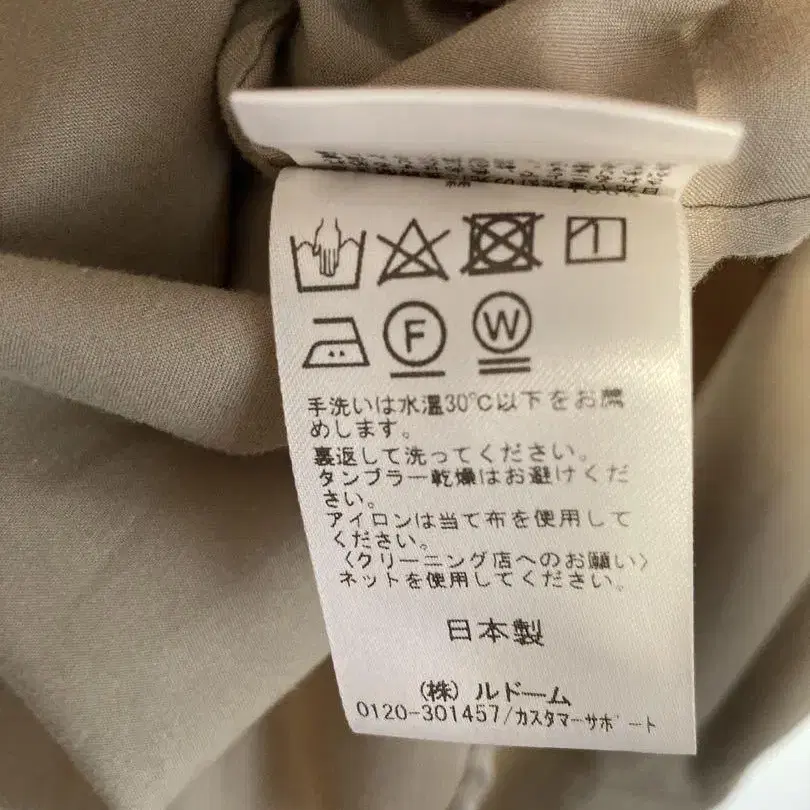 F W
手洗いは水温30℃以下をお薦
めします。
裏返して洗ってください。
タンブラー乾燥はお避けくだ
さい。
アイロンは当て布を使用して
ください。
〈クリーニング店へのお願い〉
ネットを使用してください。
日本製
(株)ルドーム
0120-301457/カスタマーサポート